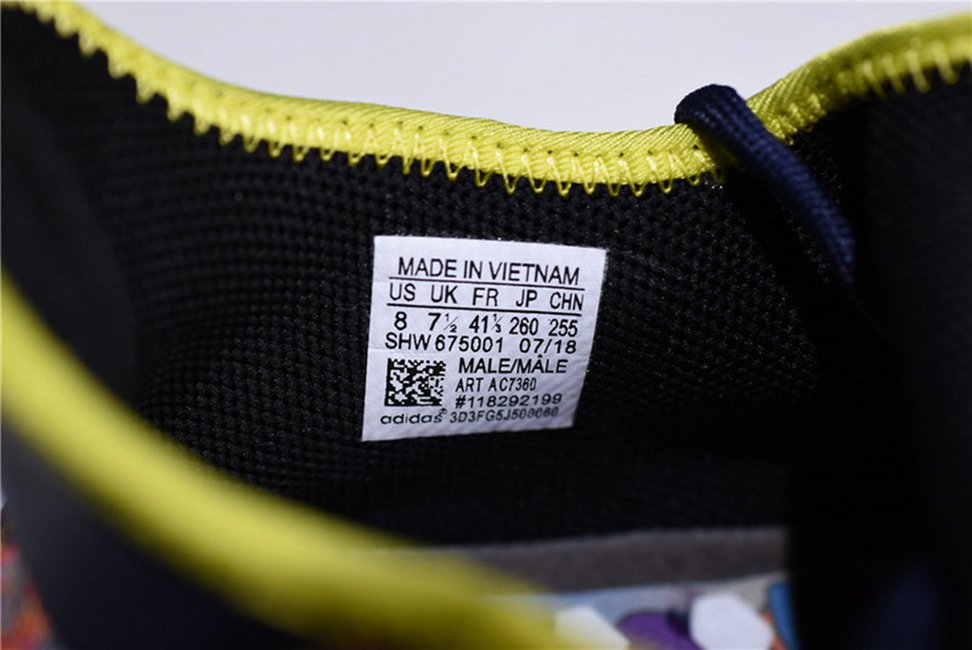 MADE IN VIETNAM
US UK FR JP CHN
8 7½ 41⅓ 260 255
SHW 675001 07/18
MALE/MÂLE
ART AC7360
#118292199
adidas®